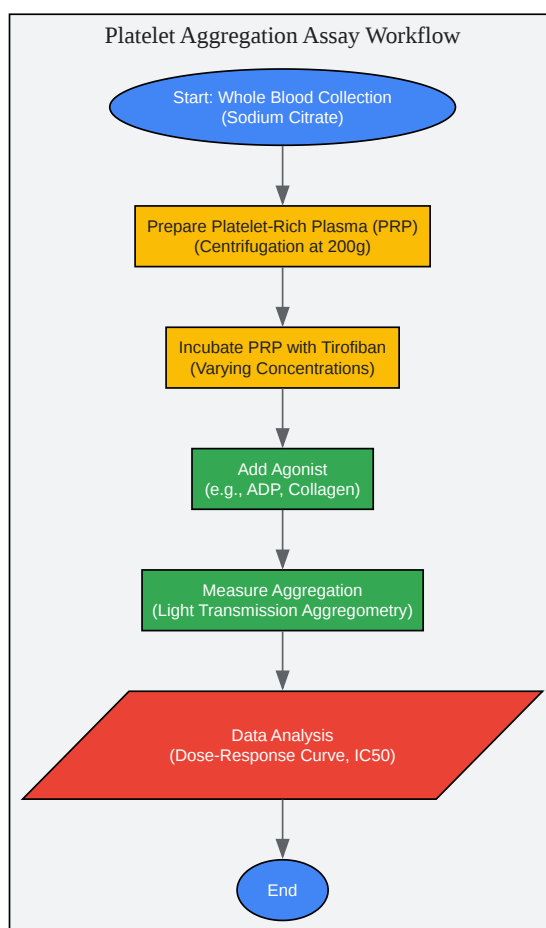 Platelet Aggregation Assay Workflow
Start: Whole Blood Collection
(Sodium Citrate)
Prepare Platelet-Rich Plasma (PRP)
(Centrifugation at 200g)
Incubate PRP with Tirofiban
(Varying Concentrations)
Add Agonist
(e.g., ADP, Collagen)
Measure Aggregation
(Light Transmission Aggregometry)
Data Analysis
(Dose-Response Curve, IC50)
End